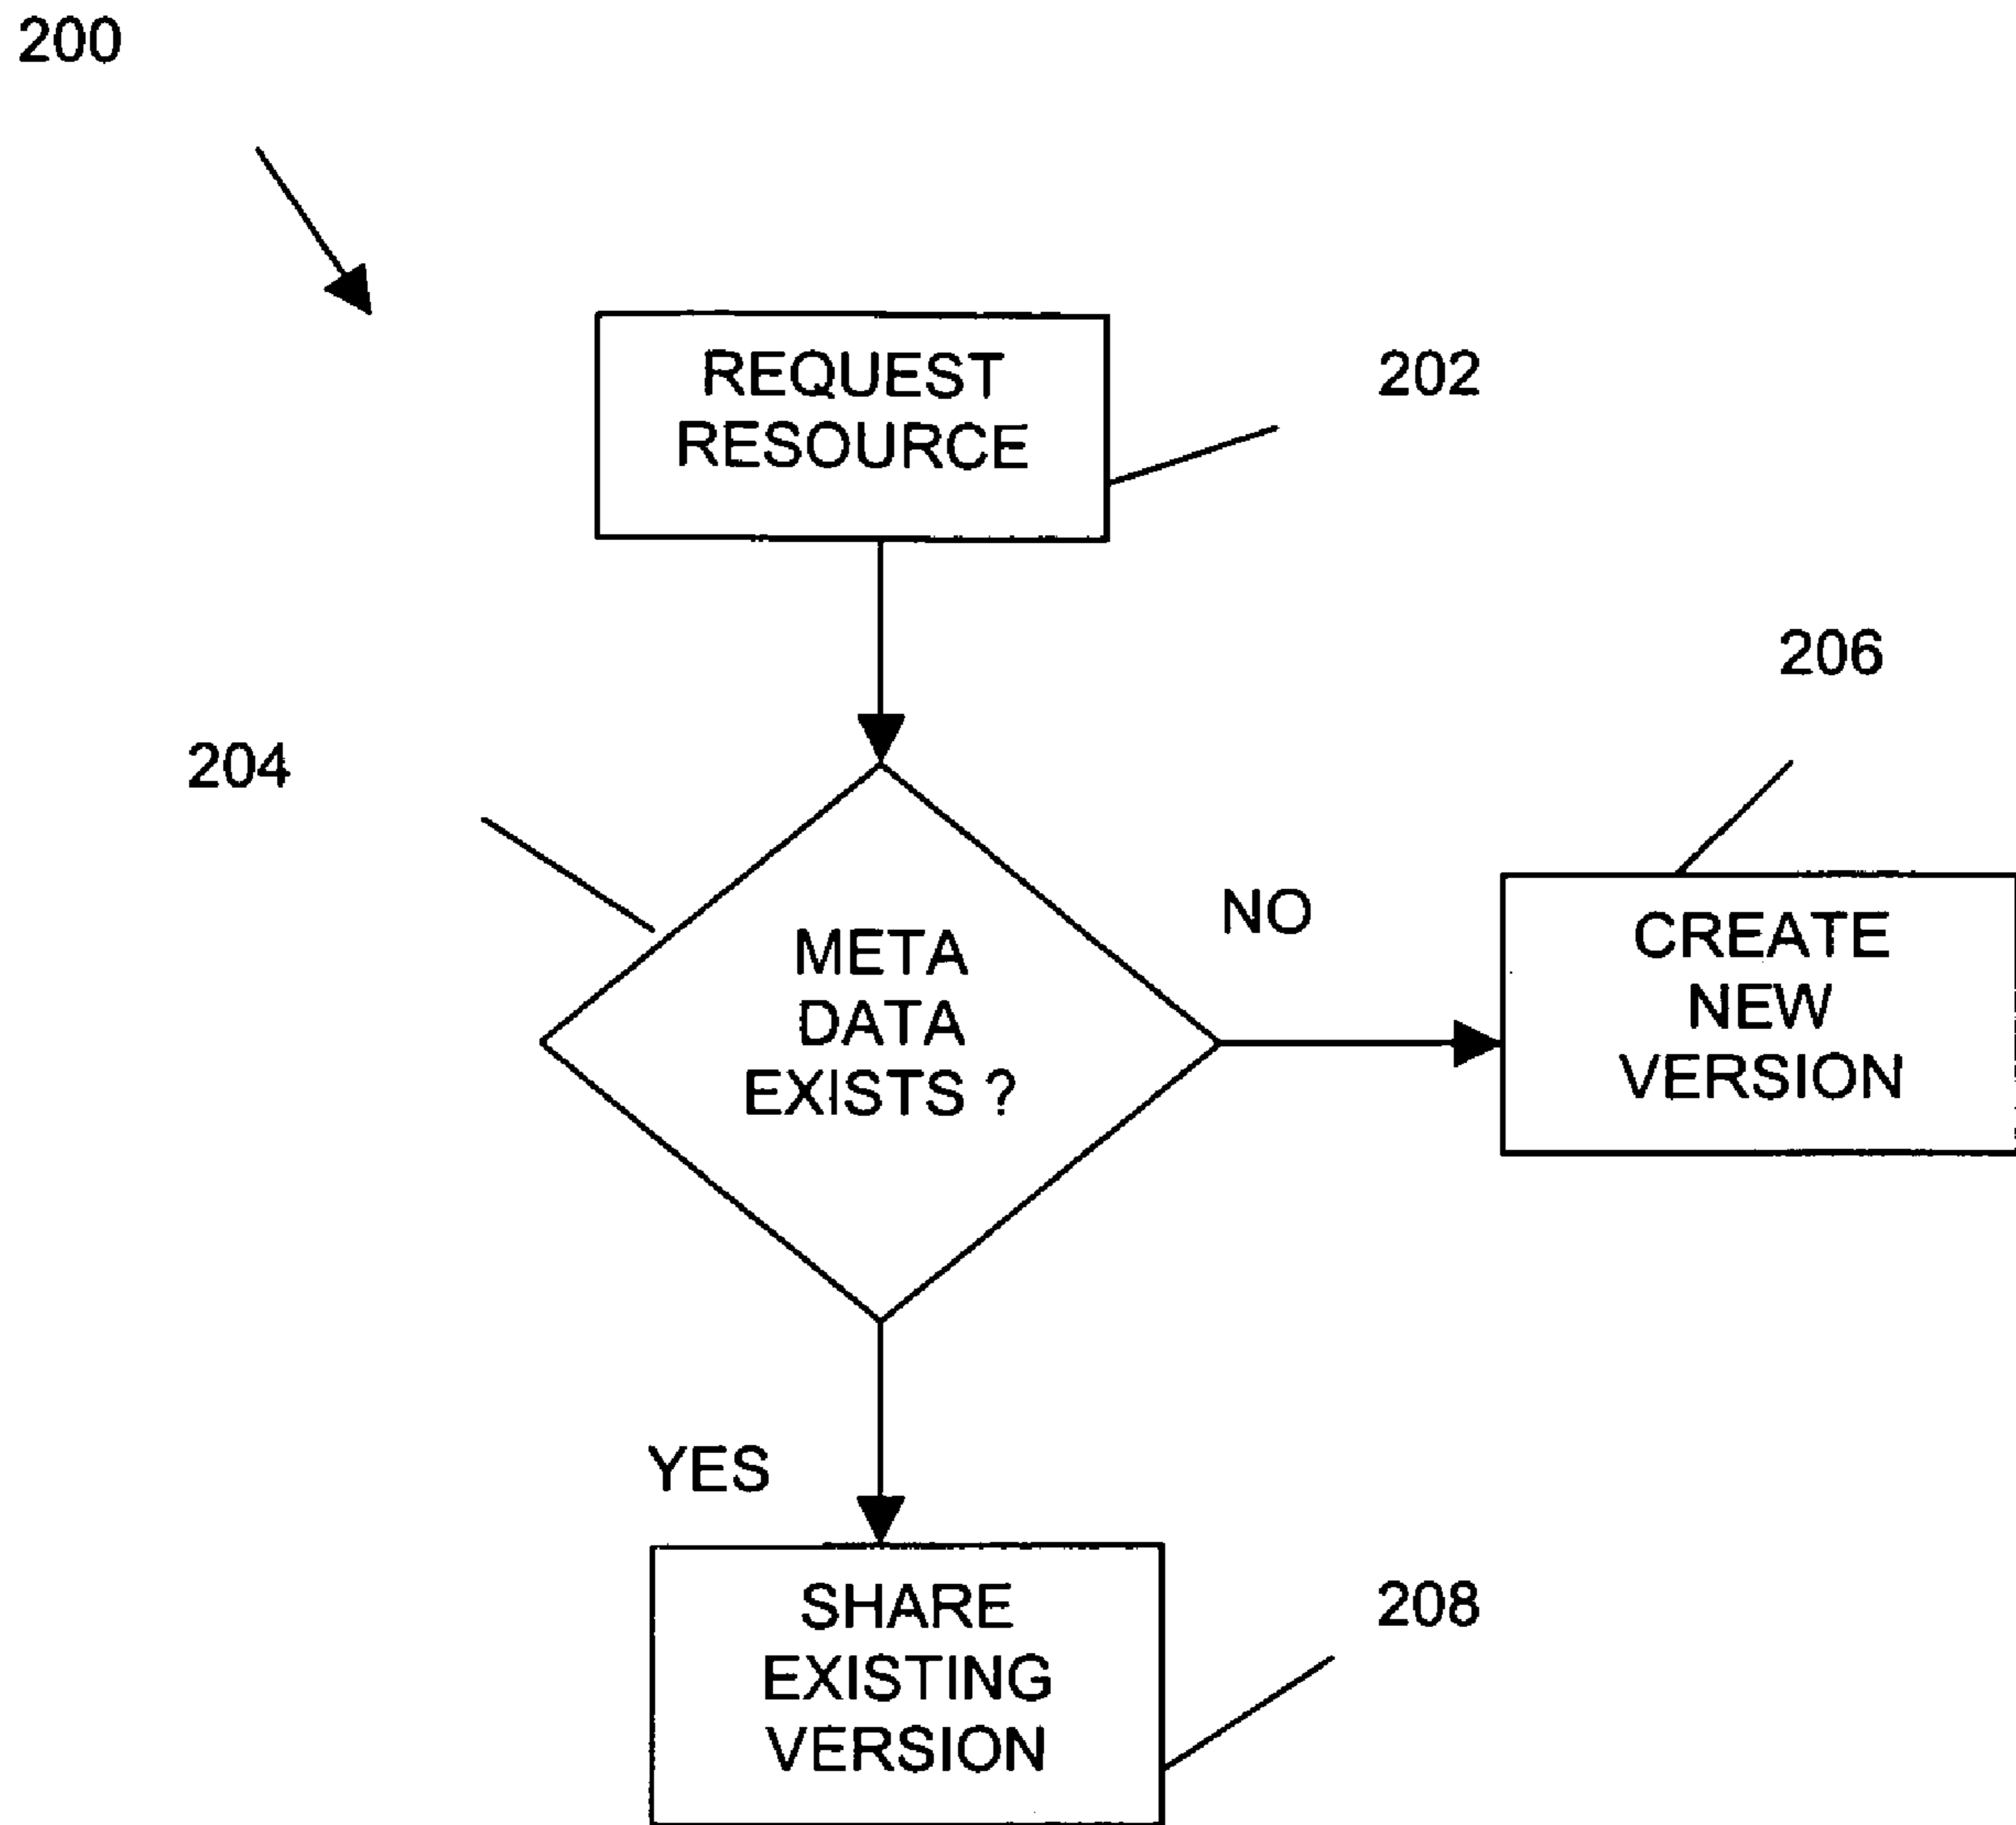 200
REQUEST
RESOURCE
202
204
206
META
DATA
EXISTS ?
NO
CREATE
NEW
VERSION
YES
SHARE
EXISTING
VERSION
208